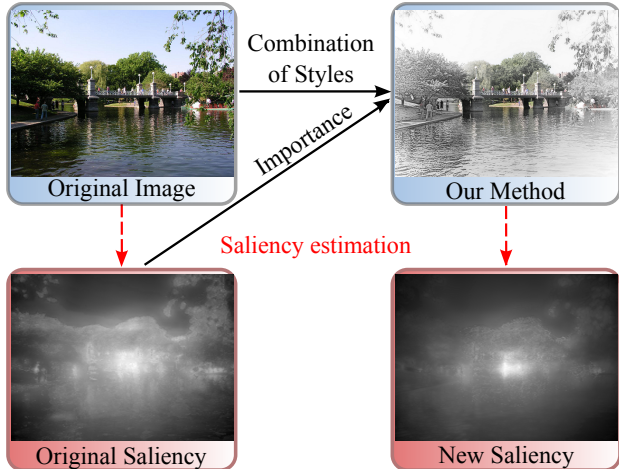 Combination
of Styles
Importance
Original Image
Our Method
Saliency estimation
Original Saliency
New Saliency